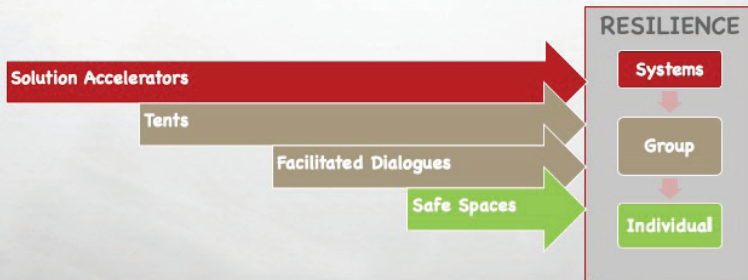 RESILIENCE
Solution Accelerators
Systems
Tents
Group
Facilitated Dialogues
Safe Spaces
Individual